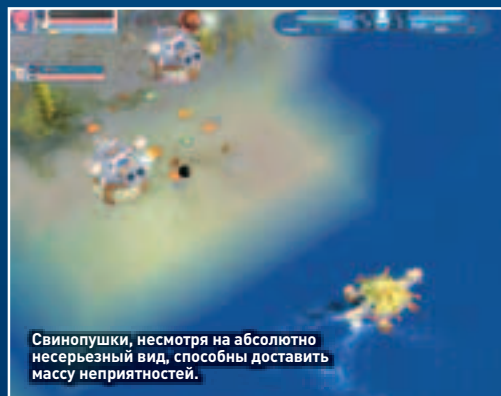 Свинопушки, несмотря на абсолютно
несерьезный вид, способны доставить
массу неприятностей.